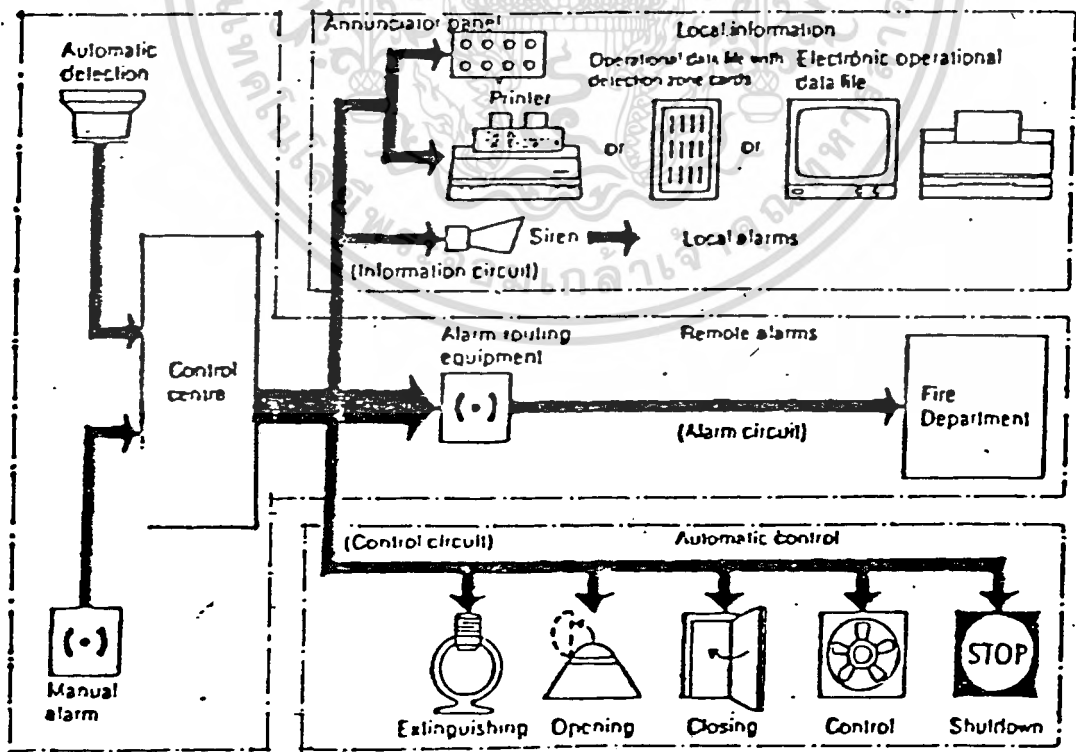 Automatic
detection
Control
centre
Manual
alarm
Annunciator panel
Printer
Local information
Operational data file with
detection zone cards
Electronic operational
data file
or
or
Siren
Local alarms
(Information circuit)
Alarm routing
equipment
Remote alarms
(Alarm circuit)
Fire
Department
(Control circuit)
Automatic control
STOP
Extinguishing
Opening
Closing
Control
Shutdown